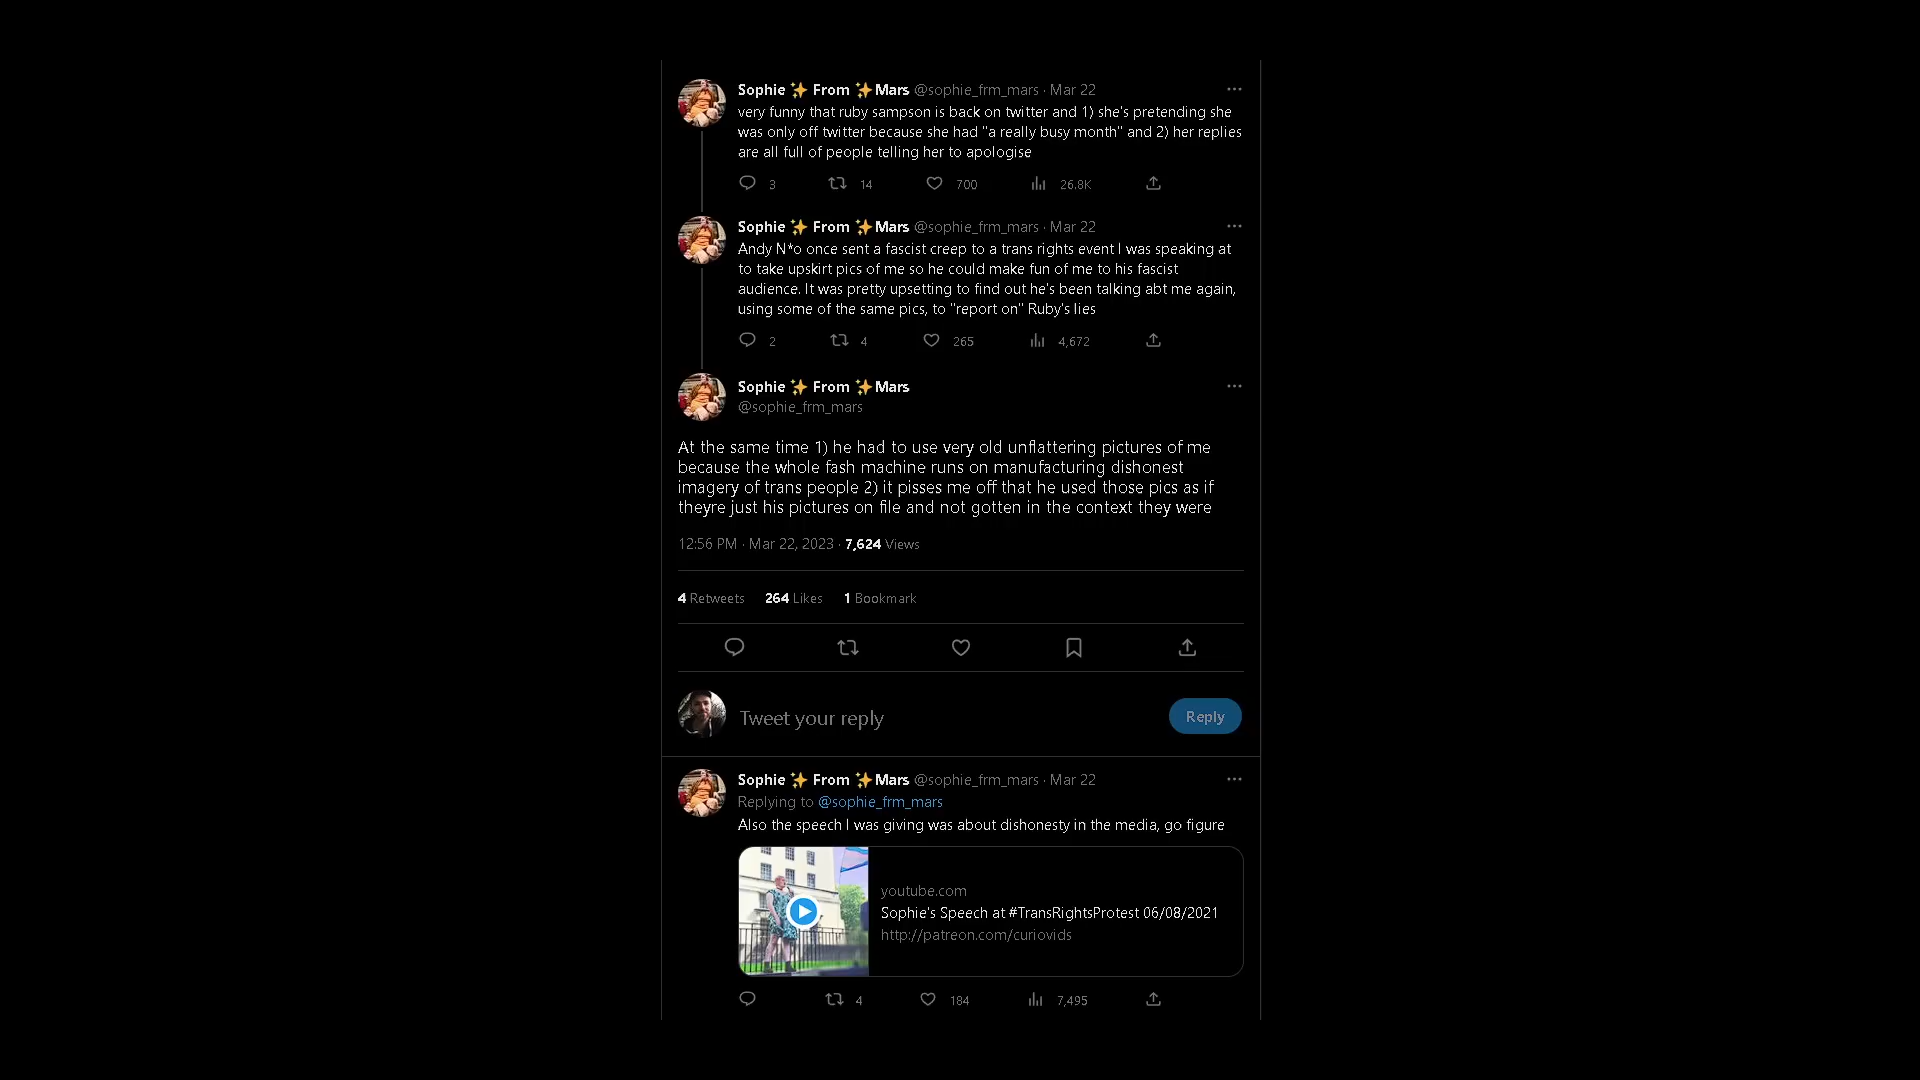 Sophie ✨ From ✨Mars @sophie_frm_mars · Mar 22
very funny that ruby sampson is back on twitter and 1) she's pretending she
was only off twitter because she had "a really busy month" and 2) her replies
are all full of people telling her to apologise
3 14 700 26.8K
Sophie ✨ From ✨Mars @sophie_frm_mars · Mar 22
Andy N*o once sent a fascist creep to a trans rights event I was speaking at
to take upskirt pics of me so he could make fun of me to his fascist
audience. It was pretty upsetting to find out he's been talking abt me again,
using some of the same pics, to "report on" Ruby's lies
2 4 265 4,672
Sophie ✨ From ✨Mars
@sophie_frm_mars
At the same time 1) he had to use very old unflattering pictures of me
because the whole fash machine runs on manufacturing dishonest
imagery of trans people 2) it pisses me off that he used those pics as if
theyre just his pictures on file and not gotten in the context they were
12:56 PM · Mar 22, 2023 · 7,624 Views
4 Retweets 264 Likes 1 Bookmark
Tweet your reply
Reply
Sophie ✨ From ✨Mars @sophie_frm_mars · Mar 22
Replying to @sophie_frm_mars
Also the speech I was giving was about dishonesty in the media, go figure
youtube.com
Sophie's Speech at #TransRightsProtest 06/08/2021
http://patreon.com/curiovids
4 184 7,495